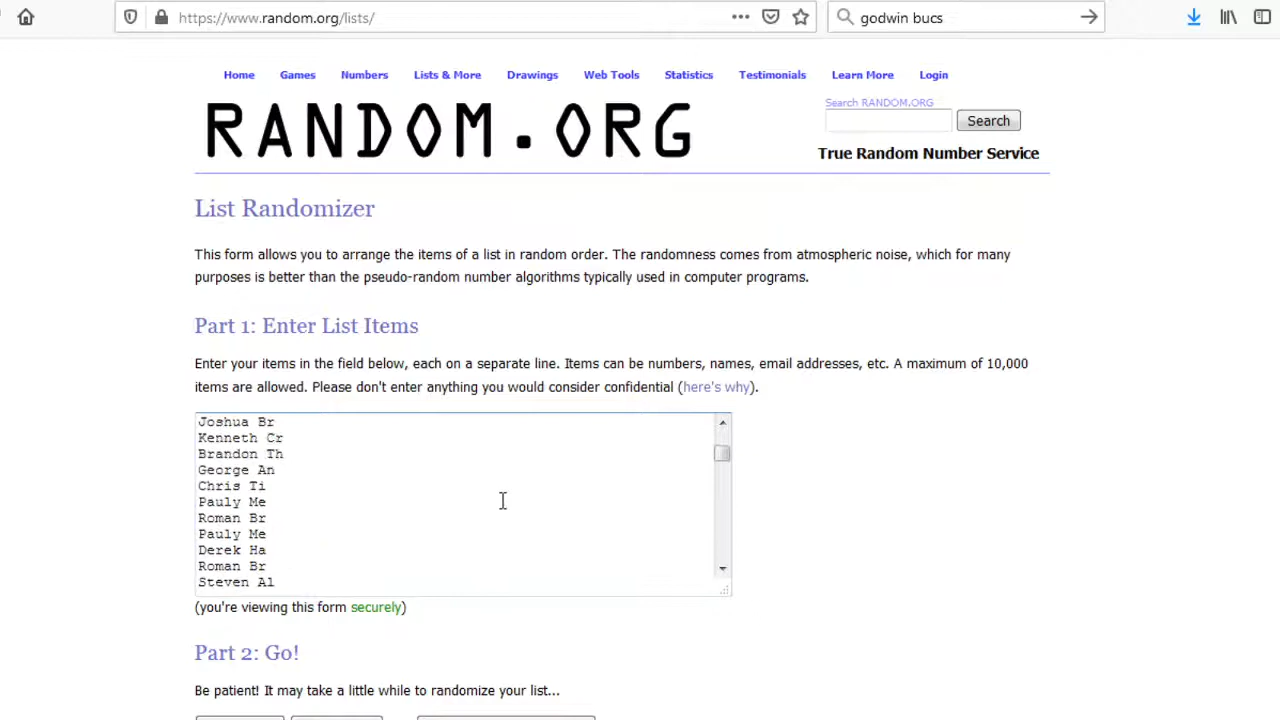 https://www.random.org/lists/
godwin bucs
Home Games Numbers Lists & More Drawings Web Tools Statistics Testimonials Learn More Login
RANDOM.ORG
Search RANDOM.ORG
Search
True Random Number Service
List Randomizer
This form allows you to arrange the items of a list in random order. The randomness comes from atmospheric noise, which for many
purposes is better than the pseudo-random number algorithms typically used in computer programs.
Part 1: Enter List Items
Enter your items in the field below, each on a separate line. Items can be numbers, names, email addresses, etc. A maximum of 10,000
items are allowed. Please don't enter anything you would consider confidential (here's why).
Joshua Br
Kenneth Cr
Brandon Th
George An
Chris Ti
Pauly Me
Roman Br
Pauly Me
Derek Ha
Roman Br
Steven Al
(you're viewing this form securely)
Part 2: Go!
Be patient! It may take a little while to randomize your list...